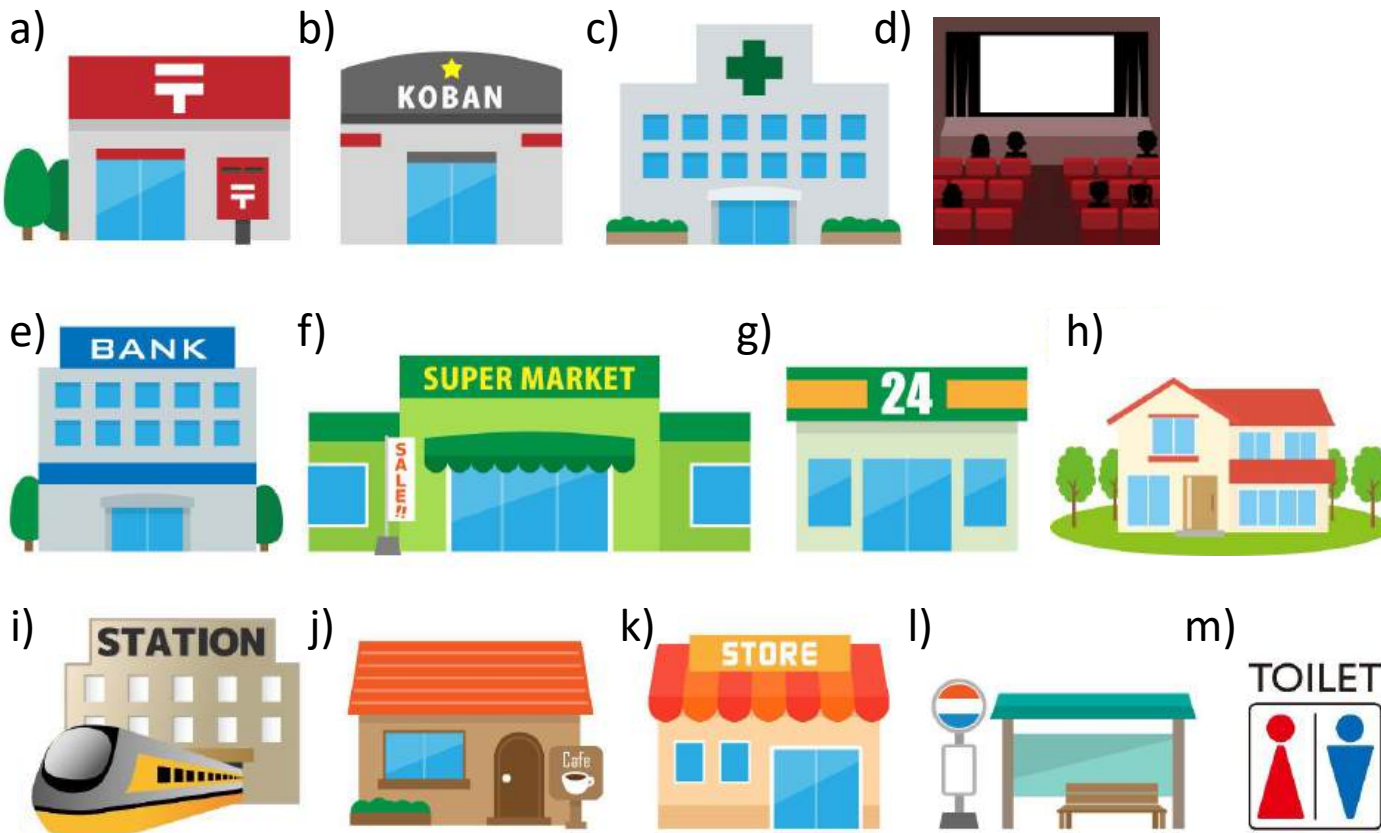 a)
b)
c)
d)
〒
KOBAN
〒
e)
f)
g)
h)
BANK
SUPER MARKET
24
SALE!!
i)
j)
k)
l)
m)
STATION
STORE
TOILET
Cafe